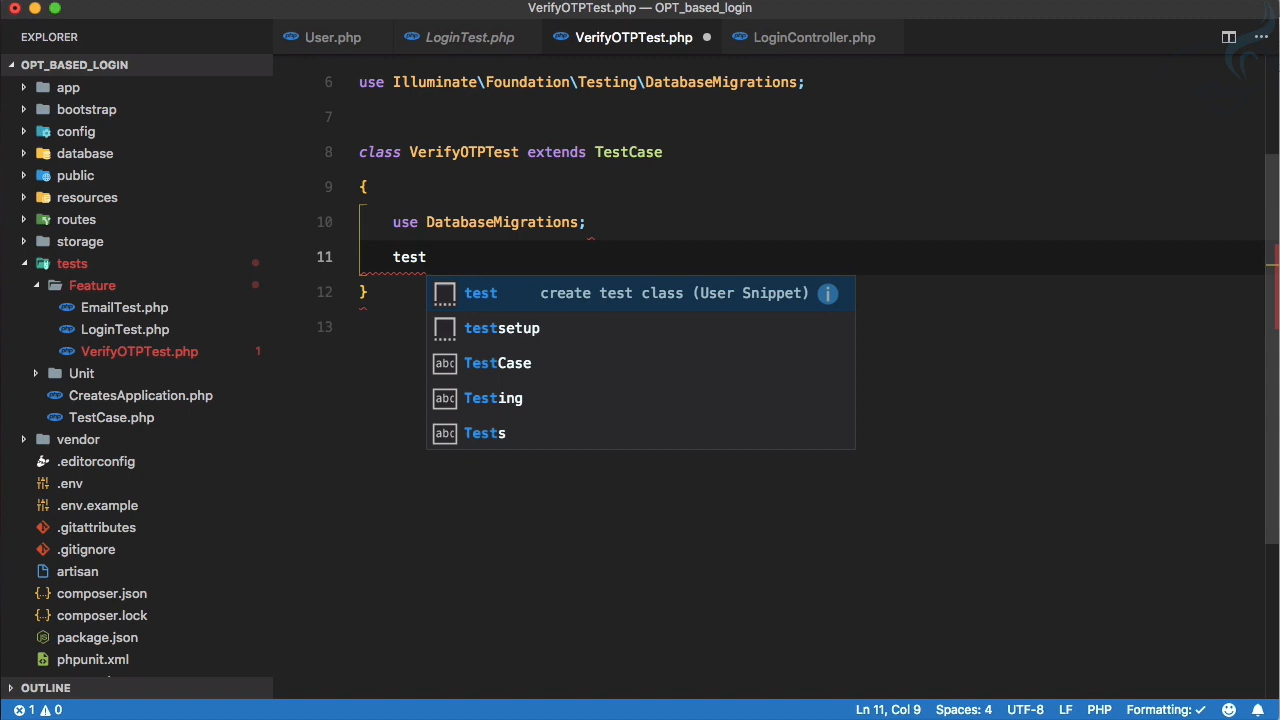 VerifyOTPTest.php — OPT_based_login
EXPLORER
User.php
LoginTest.php
VerifyOTPTest.php
LoginController.php
OPT_BASED_LOGIN
app
bootstrap
config
database
public
resources
routes
storage
tests
Feature
EmailTest.php
LoginTest.php
VerifyOTPTest.php 1
Unit
CreatesApplication.php
TestCase.php
vendor
.editorconfig
.env
.env.example
.gitattributes
.gitignore
artisan
composer.json
composer.lock
package.json
phpunit.xml
OUTLINE
6 use Illuminate\Foundation\Testing\DatabaseMigrations;
7
8 class VerifyOTPTest extends TestCase
9 {
10 use DatabaseMigrations;
11 test
12 }
13
test create test class (User Snippet)
testsetup
abc TestCase
abc Testing
abc Tests
1 0
Ln 11, Col 9 Spaces: 4 UTF-8 LF PHP Formatting: ✓